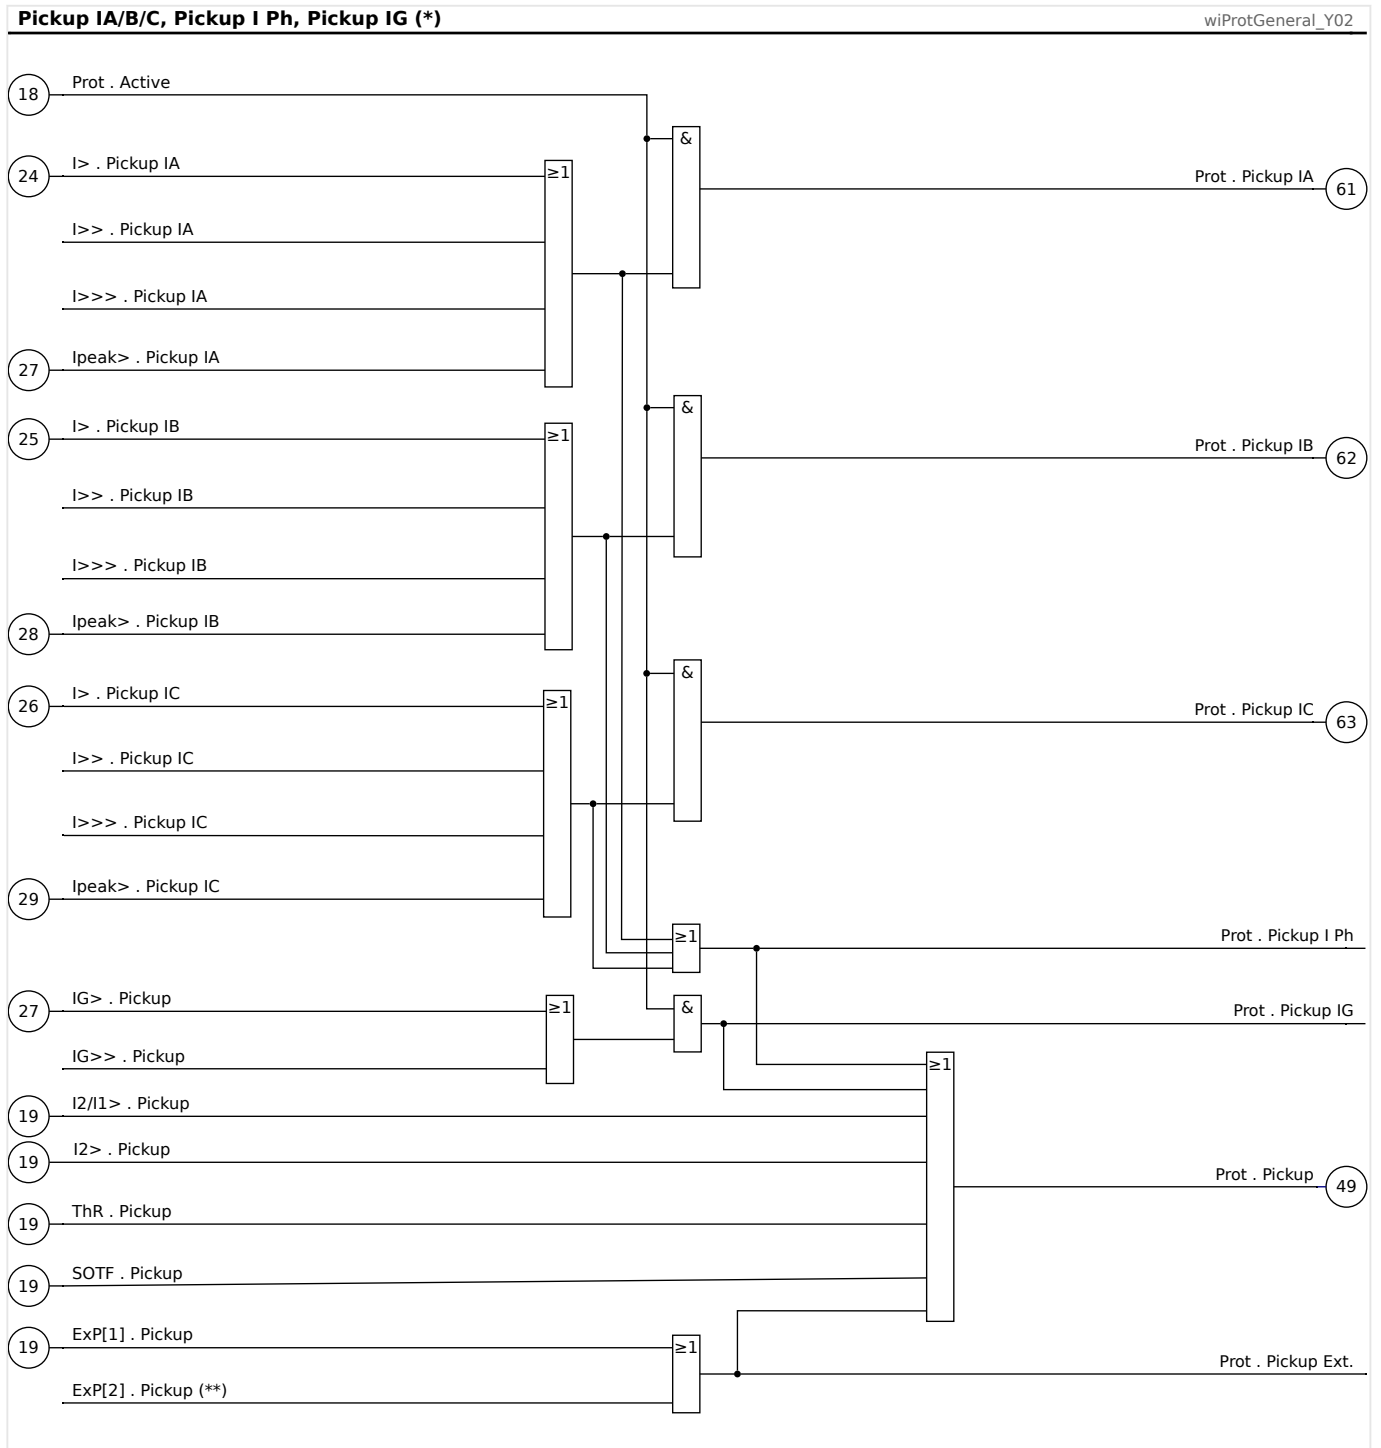 Pickup IA/B/C, Pickup I Ph, Pickup IG (*)
wiProtGeneral_Y02
18
Prot . Active
&
24
I> . Pickup IA
≥1
Prot . Pickup IA
61
I>> . Pickup IA
I>>> . Pickup IA
27
Ipeak> . Pickup IA
&
25
I> . Pickup IB
≥1
Prot . Pickup IB
62
I>> . Pickup IB
I>>> . Pickup IB
28
Ipeak> . Pickup IB
&
26
I> . Pickup IC
≥1
Prot . Pickup IC
63
I>> . Pickup IC
I>>> . Pickup IC
29
Ipeak> . Pickup IC
≥1
Prot . Pickup I Ph
27
IG> . Pickup
≥1
&
Prot . Pickup IG
IG>> . Pickup
≥1
19
I2/I1> . Pickup
19
I2> . Pickup
Prot . Pickup
49
19
ThR . Pickup
19
SOTF . Pickup
19
ExP[1] . Pickup
≥1
Prot . Pickup Ext.
ExP[2] . Pickup (**)